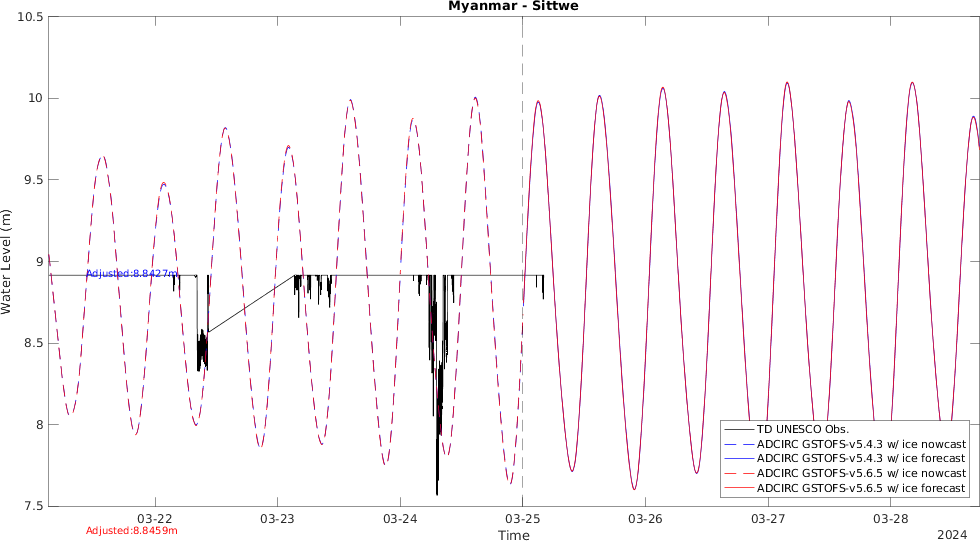 Myanmar - Sittwe
10.5
10
9.5
9
8.5
8
7.5
Water Level (m)
Adjusted:8.8427m
TD UNESCO Obs.
ADCIRC GSTOFS-v5.4.3 w/ ice nowcast
ADCIRC GSTOFS-v5.4.3 w/ ice forecast
ADCIRC GSTOFS-v5.6.5 w/ ice nowcast
ADCIRC GSTOFS-v5.6.5 w/ ice forecast
03-22 03-23 03-24 03-25 03-26 03-27 03-28
Adjusted:8.8459m
Time
2024